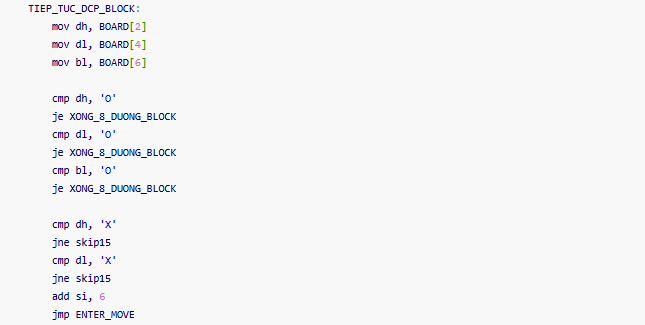 TIEP_TUC_DCP_BLOCK:
mov dh, BOARD[2]
mov dl, BOARD[4]
mov bl, BOARD[6]
cmp dh, 'O'
je XONG_8_DUONG_BLOCK
cmp dl, 'O'
je XONG_8_DUONG_BLOCK
cmp bl, 'O'
je XONG_8_DUONG_BLOCK
cmp dh, 'X'
jne skip15
cmp dl, 'X'
jne skip15
add si, 6
jmp ENTER_MOVE